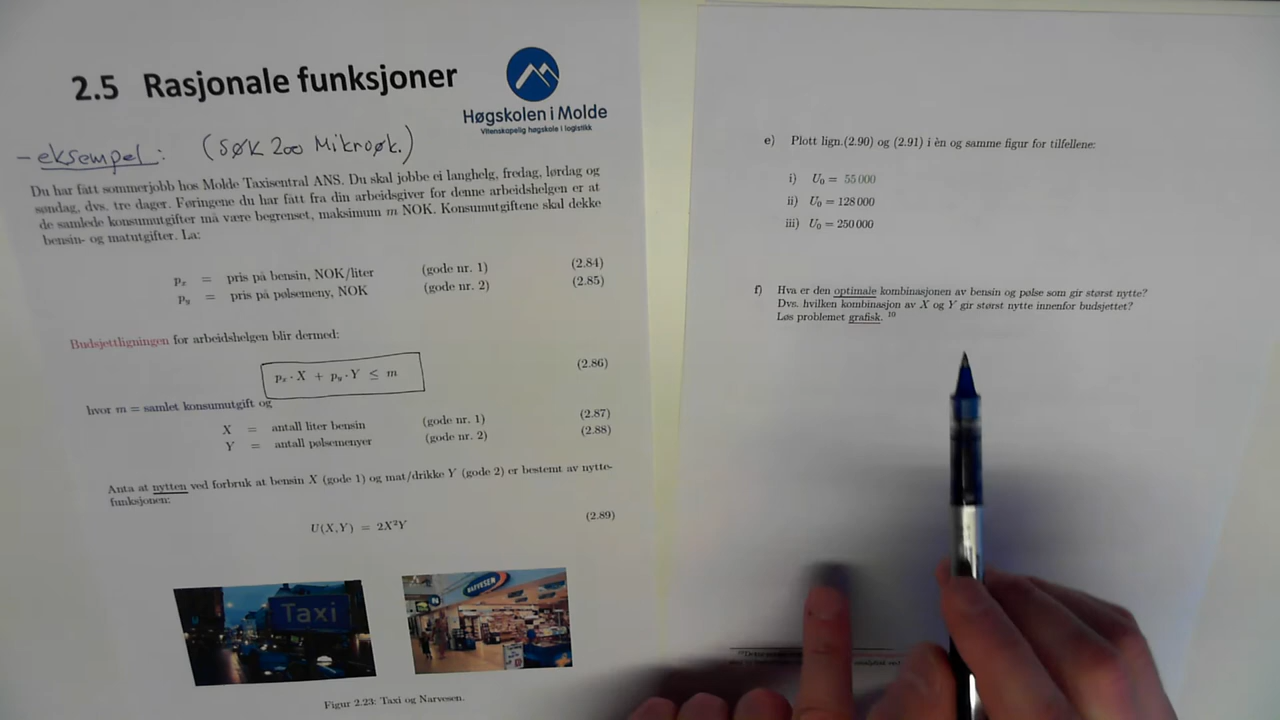 2.5 Rasjonale funksjoner
Høgskolen i Molde
Vitenskapelig høgskole i logistikk
- eksempel: (SØK 200 Mikroøk.)
Du har fått sommerjobb hos Molde Taxisentral ANS. Du skal jobbe ei langhelg, fredag, lørdag og
søndag, dvs. tre dager. Føringene du har fått fra din arbeidsgiver for denne arbeidshelgen er at
de samlede konsumutgifter må være begrenset, maksimum m NOK. Konsumutgiftene skal dekke
bensin- og matutgifter. La:
pₓ = pris på bensin, NOK/liter (gode nr. 1) (2.84)
p_y = pris på pølsemeny, NOK (gode nr. 2) (2.85)
Budsjettligningen for arbeidshelgen blir dermed:
pₓ · X + p_y · Y ≤ m (2.86)
hvor m = samlet konsumutgift og
X = antall liter bensin (gode nr. 1) (2.87)
Y = antall pølsemenyer (gode nr. 2) (2.88)
Anta at nytten ved forbruk at bensin X (gode 1) og mat/drikke Y (gode 2) er bestemt av nytte-
funksjonen:
U(X,Y) = 2X²Y (2.89)
Taxi
NARVESEN
Figur 2.23: Taxi og Narvesen.
e) Plott lign.(2.90) og (2.91) i èn og samme figur for tilfellene:
i) U₀ = 55 000
ii) U₀ = 128 000
iii) U₀ = 250 000
f) Hva er den optimale kombinasjonen av bensin og pølse som gir størst nytte?
Dvs. hvilken kombinasjon av X og Y gir størst nytte innenfor budsjettet?
Løs problemet grafisk. ¹⁰